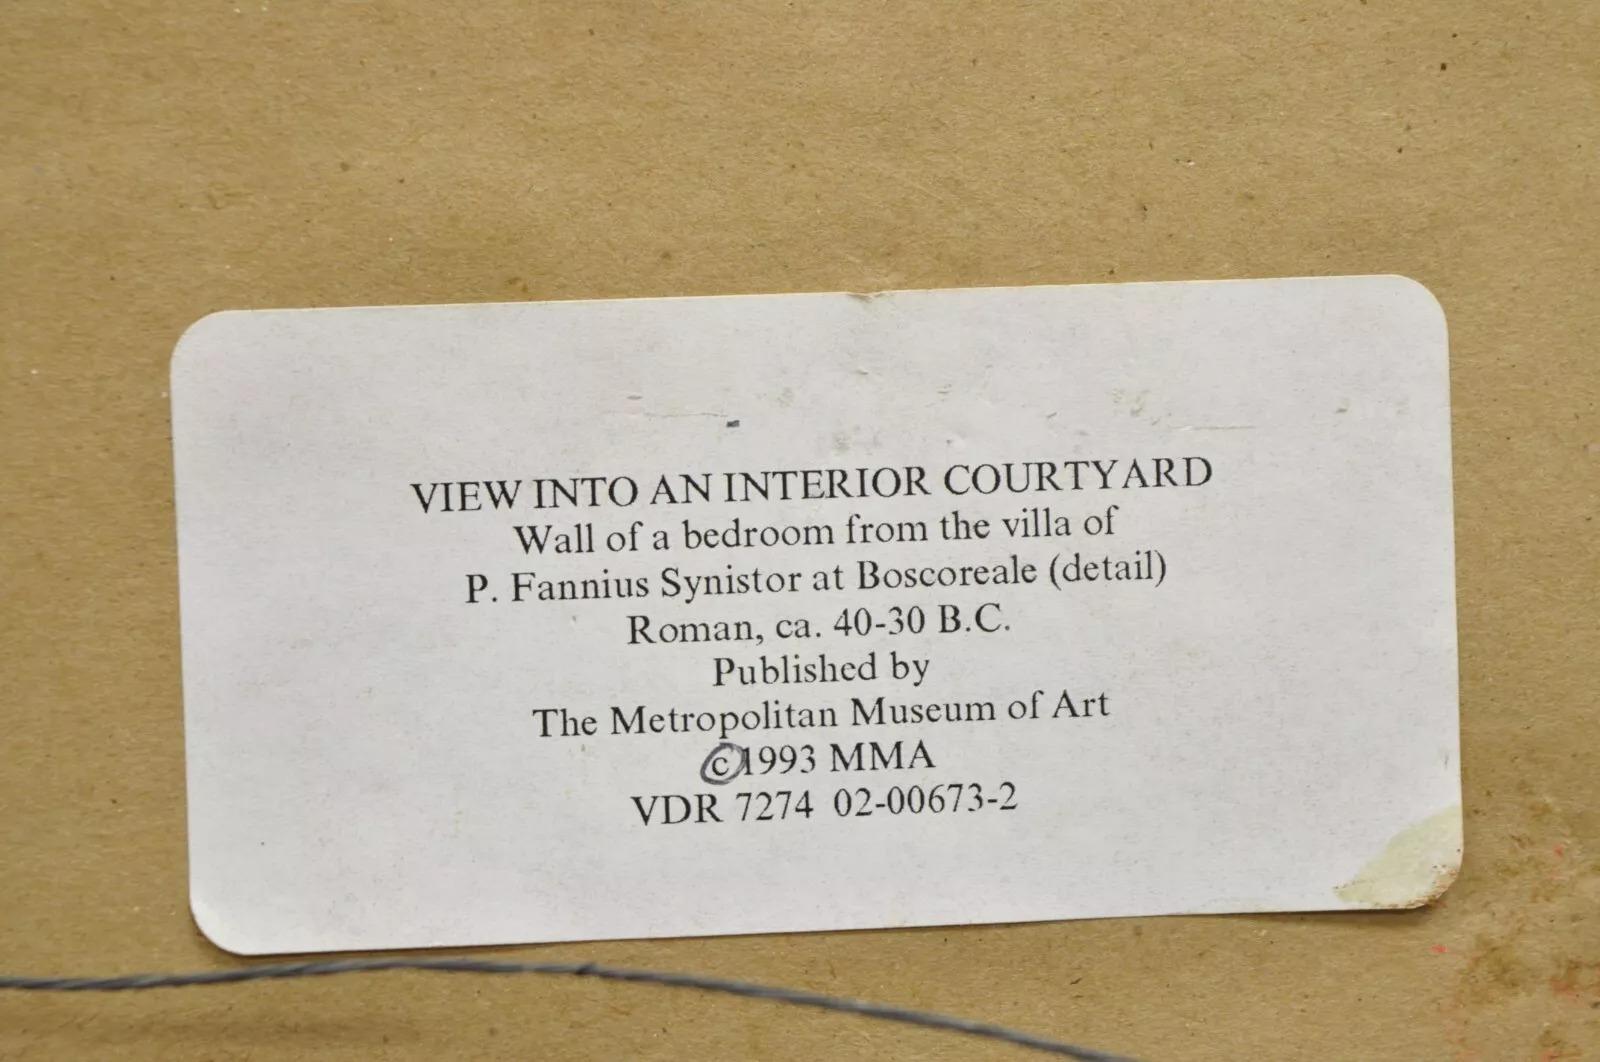 VIEW INTO AN INTERIOR COURTYARD
Wall of a bedroom from the villa of
P. Fannius Synistor at Boscoreale (detail)
Roman, ca. 40-30 B.C.
Published by
The Metropolitan Museum of Art
©1993 MMA
VDR 7274 02-00673-2